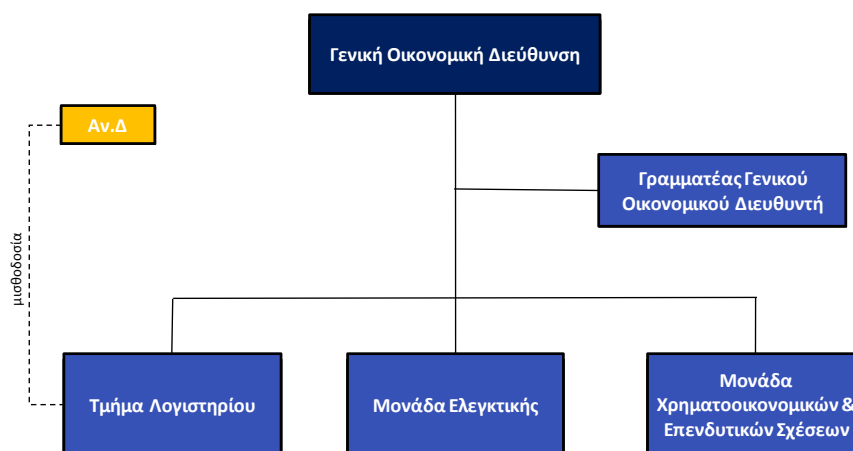 Γενική Οικονομική Διεύθυνση
Αν.Δ
Γραμματέας Γενικού
Οικονομικού Διευθυντή
μισθοδοσία
Τμήμα Λογιστηρίου
Μονάδα Ελεγκτικής
Μονάδα
Χρηματοοικονομικών &
Επενδυτικών Σχέσεων